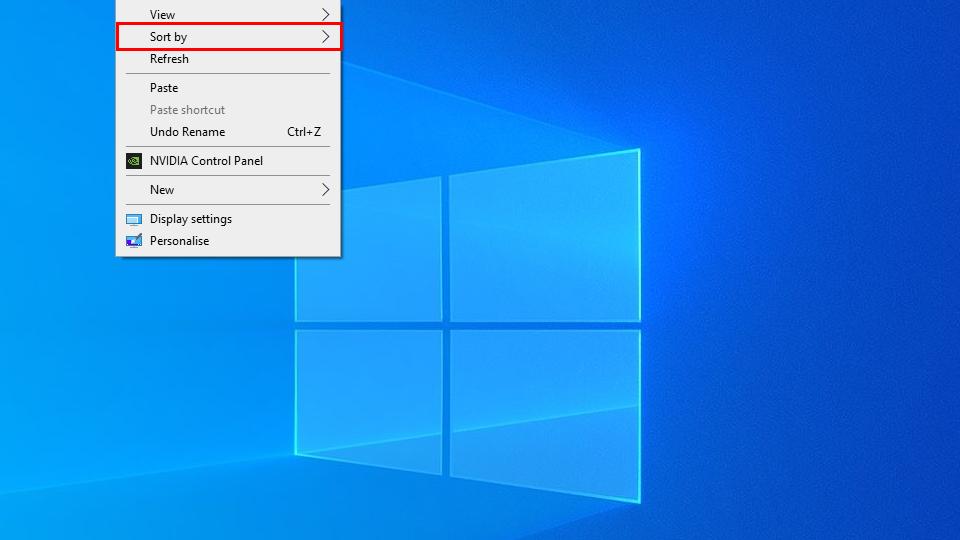 View
Sort by
Refresh
Paste
Paste shortcut
Undo Rename Ctrl+Z
NVIDIA Control Panel
New
Display settings
Personalise